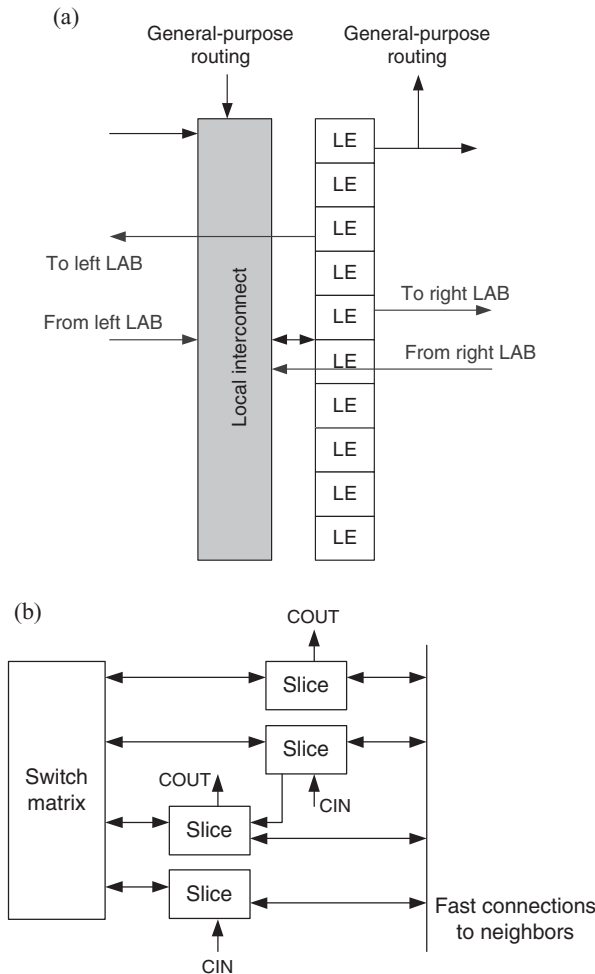 (a)
General-purpose
routing
General-purpose
routing
LE
LE
LE
LE
LE
LE
LE
LE
LE
LE
Local interconnect
To left LAB
From left LAB
To right LAB
From right LAB
(b)
COUT
Slice
Slice
Switch
matrix
COUT
CIN
Slice
Slice
CIN
Fast connections
to neighbors